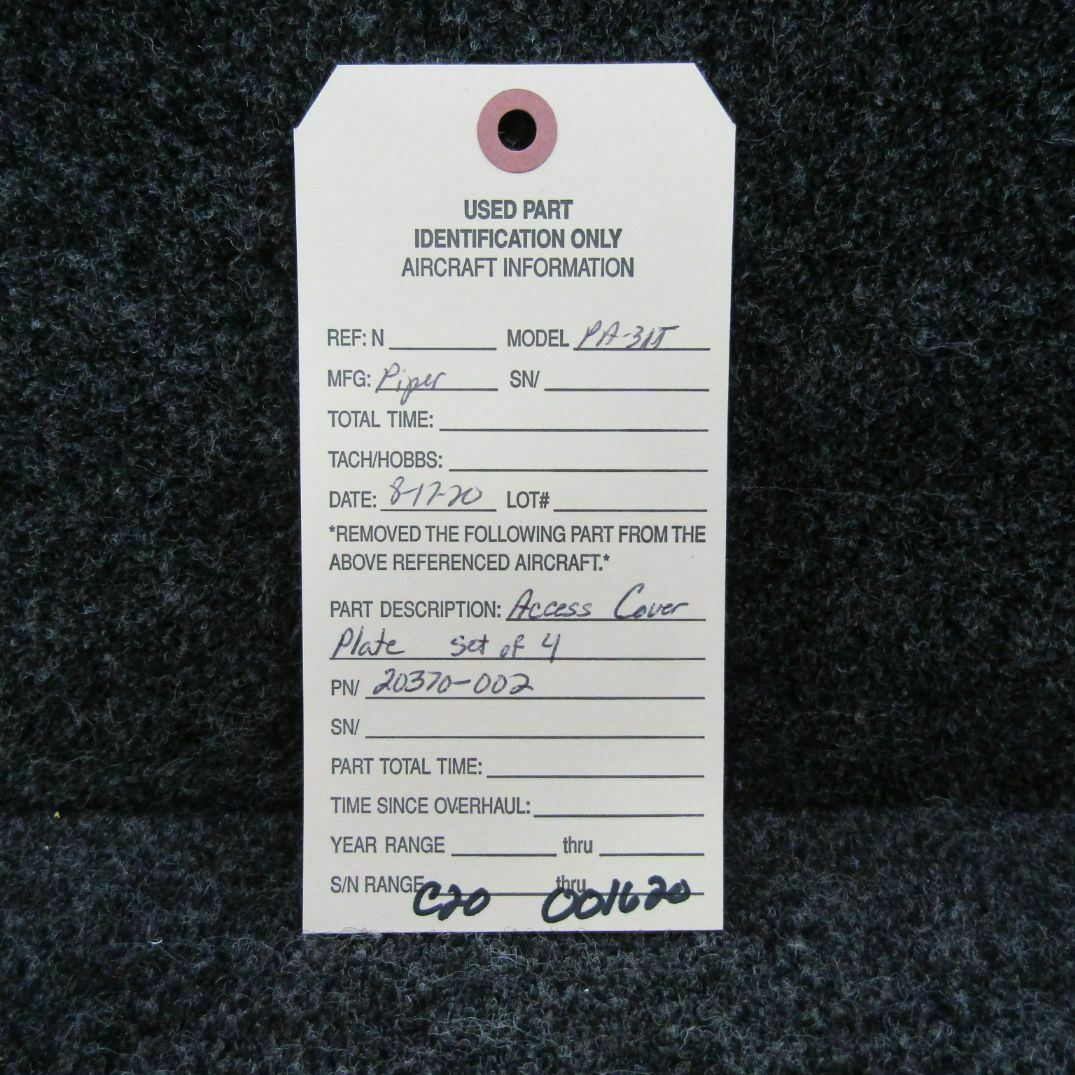 USED PART
IDENTIFICATION ONLY
AIRCRAFT INFORMATION
REF: N MODEL PA-31T
MFG: Piper SN/
TOTAL TIME:
TACH/HOBBS:
DATE: 8-17-20 LOT#
*REMOVED THE FOLLOWING PART FROM THE
ABOVE REFERENCED AIRCRAFT.*
PART DESCRIPTION: Access Cover
Plate Set of 4
PN/ 20370-002
SN/
PART TOTAL TIME:
TIME SINCE OVERHAUL:
YEAR RANGE thru
S/N RANGE thru
C20 001620